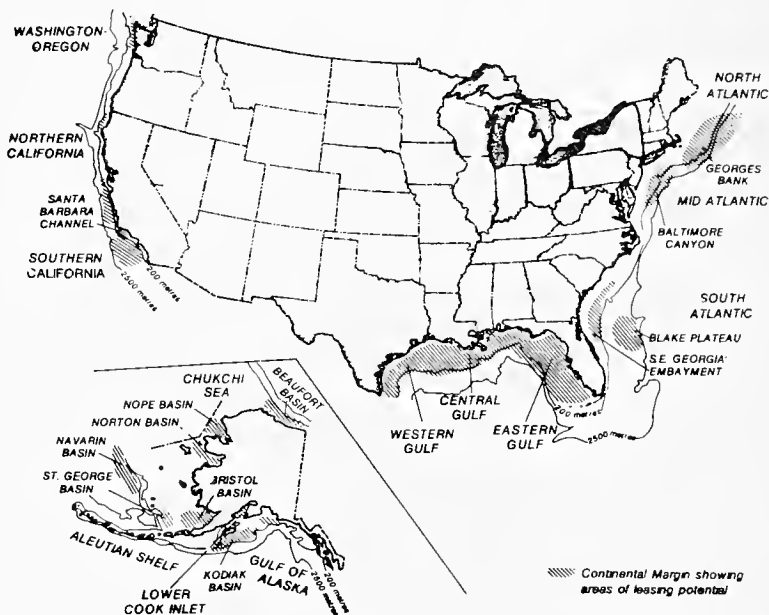 WASHINGTON-
OREGON
NORTHERN
CALIFORNIA
SANTA
BARBARA
CHANNEL
SOUTHERN
CALIFORNIA
200 metres
2500 metres
NORTH
ATLANTIC
GEORGES
BANK
MID ATLANTIC
BALTIMORE
CANYON
SOUTH
ATLANTIC
BLAKE PLATEAU
S.E. GEORGIA
EMBAYMENT
200 metres
2500 metres
CENTRAL
GULF
WESTERN
GULF
EASTERN
GULF
CHUKCHI
SEA
BEAUFORT
BASIN
NOPE BASIN
NORTON BASIN
NAVARIN
BASIN
ST. GEORGE
BASIN
BRISTOL
BASIN
ALEUTIAN SHELF
LOWER
COOK INLET
KODIAK
BASIN
GULF OF
ALASKA
200 metres
2500 metres
Continental Margin showing
areas of leasing potential